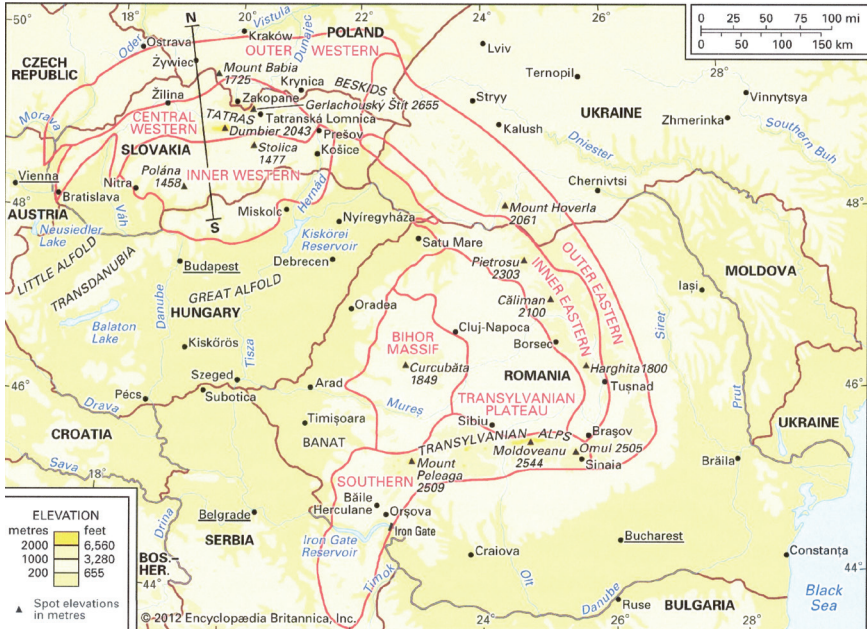 50°
18°
20°
22°
24°
26°
0 25 50 75 100 mi
0 50 100 150 km
28°
50°
Vistula
N
Oder
Ostrava
Kraków
Dunajec
POLAND
OUTER WESTERN
Lviv
CZECH
REPUBLIC
Żywiec
Mount Babia
1725
Krynica
BESKIDS
Ternopil
Vinnytsya
Žilina
Zakopane
Gerlachouský Štít 2655
Stryy
UKRAINE
Zhmerinka
Southern Buh
Morava
CENTRAL
WESTERN
TATRAS
Tatranská Lomnica
Dumbier 2043
Prešov
Kalush
Dniester
SLOVAKIA
Stolica
1477
Košice
Polána
1458
INNER WESTERN
Vienna
Nitra
Hernád
Chernivtsi
48°
48°
Bratislava
AUSTRIA
Váh
Miskolc
S
Mount Hoverla
2061
Neusiedler
Lake
Kisköréi
Reservoir
Nyíregyháza
Satu Mare
OUTER EASTERN
INNER EASTERN
MOLDOVA
LITTLE ALFOLD
TRANSDANUBIA
Budapest
Debrecen
Pietrosu
2303
GREAT ALFOLD
Iași
Siret
Căliman
2100
HUNGARY
Danube
Oradea
Balaton
Lake
BIHOR
MASSIF
Cluj-Napoca
Borsec
Kiskörös
Tisza
Curcubăta
1849
Harghita 1800
ROMANIA
Tușnad
Prut
46°
46°
Szeged
Arad
Mureș
TRANSYLVANIAN
PLATEAU
Pécs
Subotica
Drava
Timișoara
Sibiu
Brașov
UKRAINE
CROATIA
BANAT
TRANSYLVANIAN ALPS
Omul 2505
Moldoveanu
2544
Sinaia
Brăila
Sava
18°
SOUTHERN
Mount
Peleaga
2509
ELEVATION
metres feet
2000 6,560
1000 3,280
200 655
Spot elevations
in metres
Drina
Belgrade
Băile
Herculane
Orșova
Iron Gate
Iron Gate
Reservoir
SERBIA
BOS.-
HER.
Bucharest
Craiova
Constanța
44°
44°
Timok
Olt
Danube
Black
Sea
© 2012 Encyclopædia Britannica, Inc.
Ruse
BULGARIA
20°
22°
24°
26°
28°